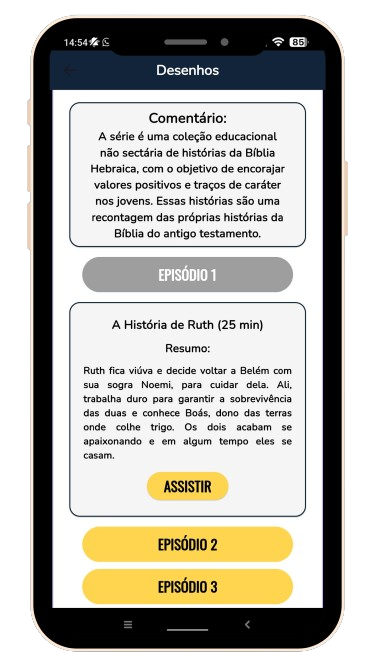 14:54
85
Desenhos
Comentário:
A série é uma coleção educacional
não sectária de histórias da Bíblia
Hebraica, com o objetivo de encorajar
valores positivos e traços de caráter
nos jovens. Essas histórias são uma
recontagem das próprias histórias da
Bíblia do antigo testamento.
EPISÓDIO 1
A História de Ruth (25 min)
Resumo:
Ruth fica viúva e decide voltar a Belém com
sua sogra Noemi, para cuidar dela. Ali,
trabalha duro para garantir a sobrevivência
das duas e conhece Boás, dono das terras
onde colhe trigo. Os dois acabam se
apaixonando e em algum tempo eles se
casam.
ASSISTIR
EPISÓDIO 2
EPISÓDIO 3